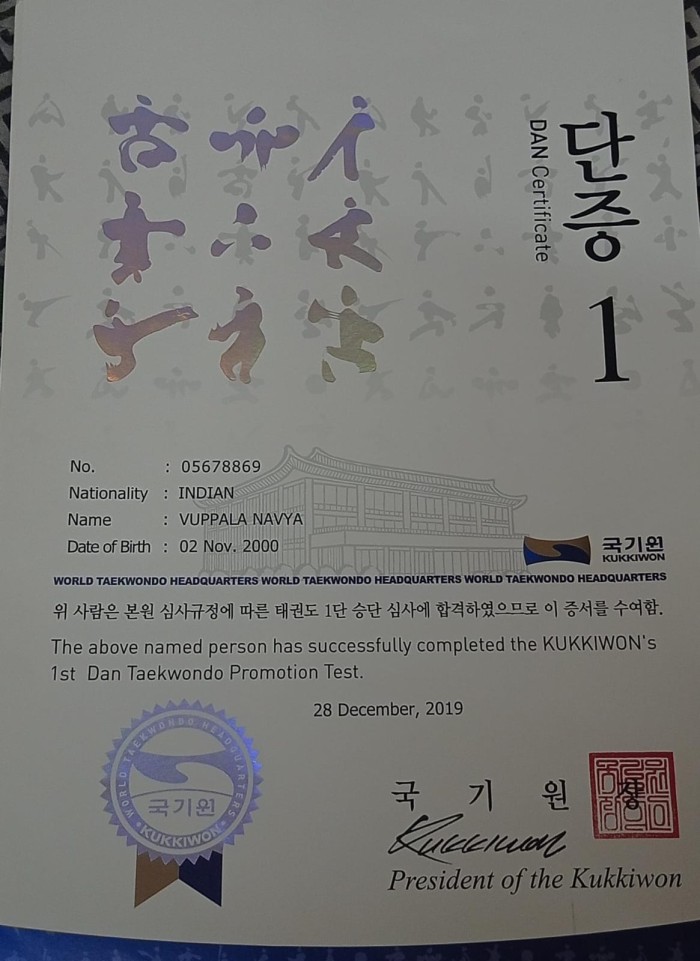 단증
DAN Certificate
1
No. : 05678869
Nationality : INDIAN
Name : VUPPALA NAVYA
Date of Birth : 02 Nov. 2000
국기원
KUKKIWON
WORLD TAEKWONDO HEADQUARTERS WORLD TAEKWONDO HEADQUARTERS WORLD TAEKWONDO HEADQUARTERS
위 사람은 본원 심사규정에 따른 태권도 1단 승단 심사에 합격하였으므로 이 증서를 수여함.
The above named person has successfully completed the KUKKIWON's
1st Dan Taekwondo Promotion Test.
28 December, 2019
WORLD TAEKWONDO HEADQUARTERS
국기원
KUKKIWON
국 기 원 장
Kukkiwon
President of the Kukkiwon